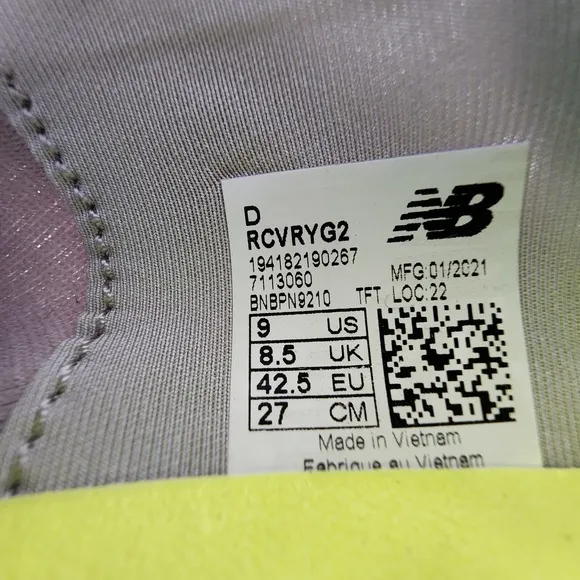 D
RCVRYG2
194182190267
7113060
BNBPN9210 TFT
NB
MFG:01/2021
LOC:22
9 US
8.5 UK
42.5 EU
27 CM
Made in Vietnam
Fabrique au Vietnam